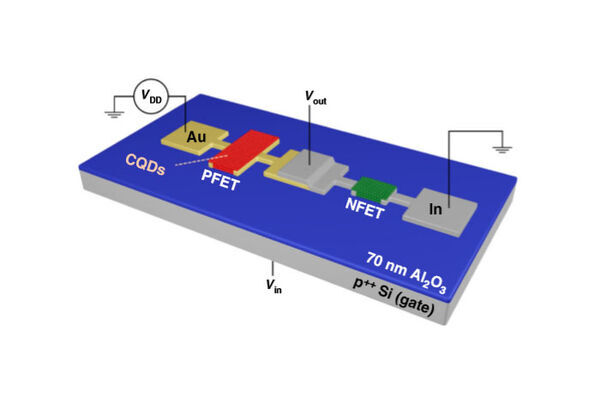 V_DD
V_out
Au
CQDs
PFET
NFET
In
70 nm Al₂O₃
p⁺⁺ Si (gate)
V_in